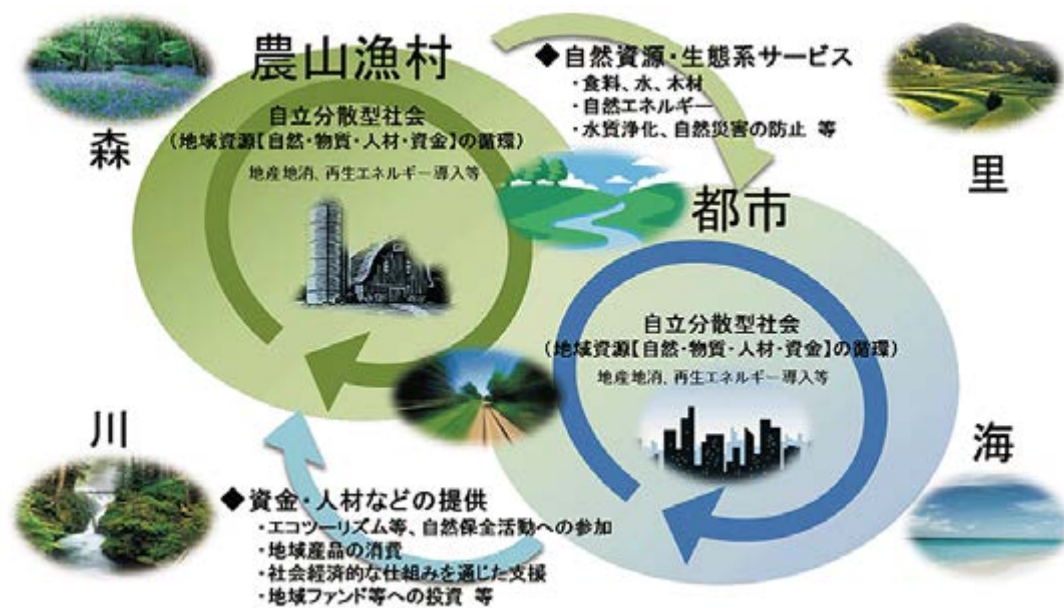 農山漁村
自立分散型社会
（地域資源【自然・物質・人材・資金】の循環）
地産地消、再生エネルギー導入等
◆自然資源・生態系サービス
・食料、水、木材
・自然エネルギー
・水質浄化、自然災害の防止 等
森
里
都市
自立分散型社会
（地域資源【自然・物質・人材・資金】の循環）
地産地消、再生エネルギー導入等
川
海
◆資金・人材などの提供
・エコツーリズム等、自然保全活動への参加
・地域産品の消費
・社会経済的な仕組みを通じた支援
・地域ファンド等への投資 等